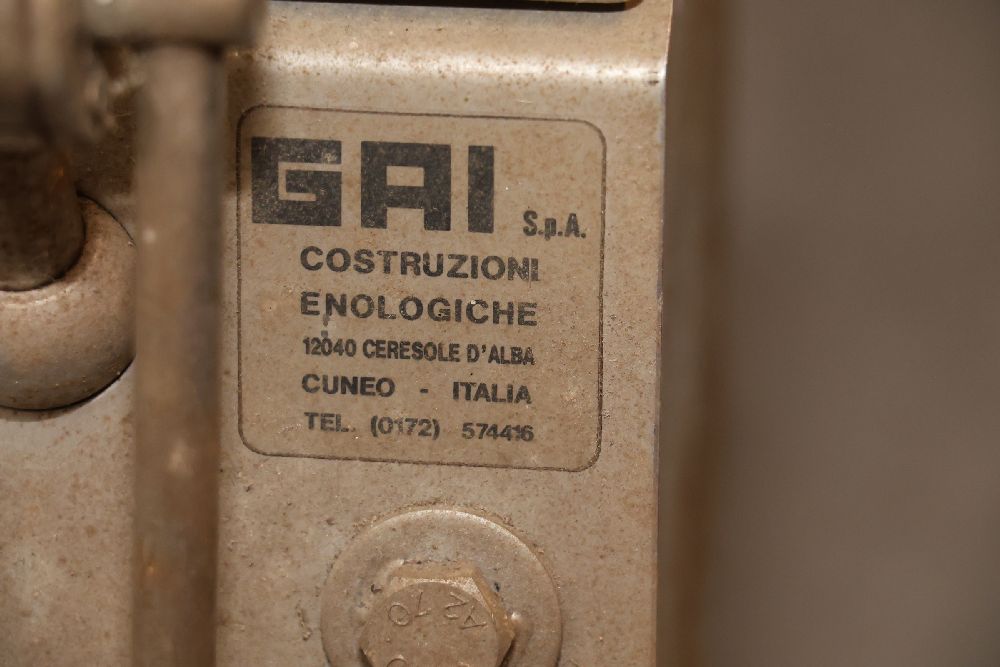 GAI S.p.A.
COSTRUZIONI
ENOLOGICHE
12040 CERESOLE D'ALBA
CUNEO - ITALIA
TEL. (0172) 574416